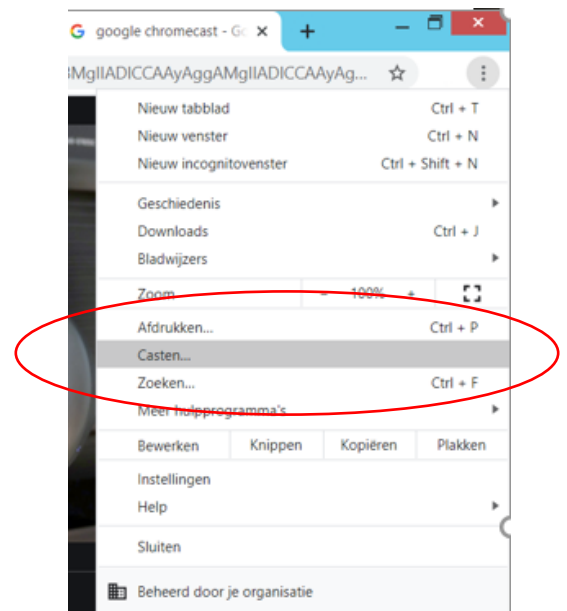 google chromecast - Go
MgIIADICCAAyAggAMgIIADICCAAyAg...
Nieuw tabblad Ctrl + T
Nieuw venster Ctrl + N
Nieuw incognitovenster Ctrl + Shift + N
Geschiedenis
Downloads Ctrl + J
Bladwijzers
Zoom - 100% +
Afdrukken... Ctrl + P
Casten...
Zoeken... Ctrl + F
Meer hulpprogramma's
Bewerken Knippen Kopiëren Plakken
Instellingen
Help
Sluiten
Beheerd door je organisatie